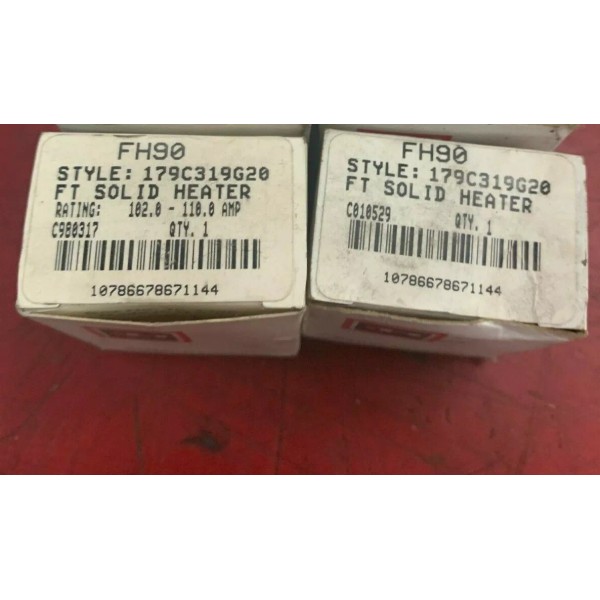 FH90
STYLE: 179C319G20
FT SOLID HEATER
RATING: 102.0 - 110.0 AMP
C980317 QTY. 1
10786678671144
FH90
STYLE: 179C319G20
FT SOLID HEATER
C010529 QTY. 1
10786678671144